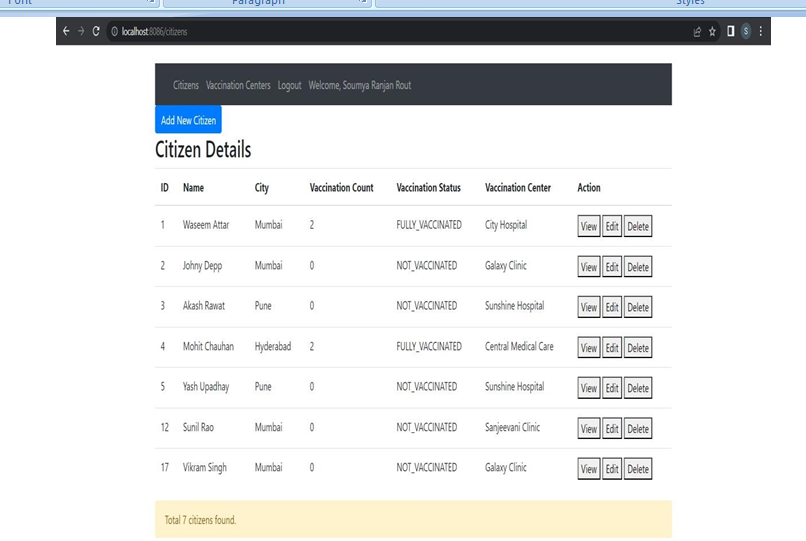 Font Paragraph Styles
localhost:8086/citizens
S
Citizens Vaccination Centers Logout Welcome, Soumya Ranjan Rout
Add New Citizen
Citizen Details
ID Name City Vaccination Count Vaccination Status Vaccination Center Action
1 Waseem Attar Mumbai 2 FULLY_VACCINATED City Hospital View Edit Delete
2 Johny Depp Mumbai 0 NOT_VACCINATED Galaxy Clinic View Edit Delete
3 Akash Rawat Pune 0 NOT_VACCINATED Sunshine Hospital View Edit Delete
4 Mohit Chauhan Hyderabad 2 FULLY_VACCINATED Central Medical Care View Edit Delete
5 Yash Upadhay Pune 0 NOT_VACCINATED Sunshine Hospital View Edit Delete
12 Sunil Rao Mumbai 0 NOT_VACCINATED Sanjeevani Clinic View Edit Delete
17 Vikram Singh Mumbai 0 NOT_VACCINATED Galaxy Clinic View Edit Delete
Total 7 citizens found.